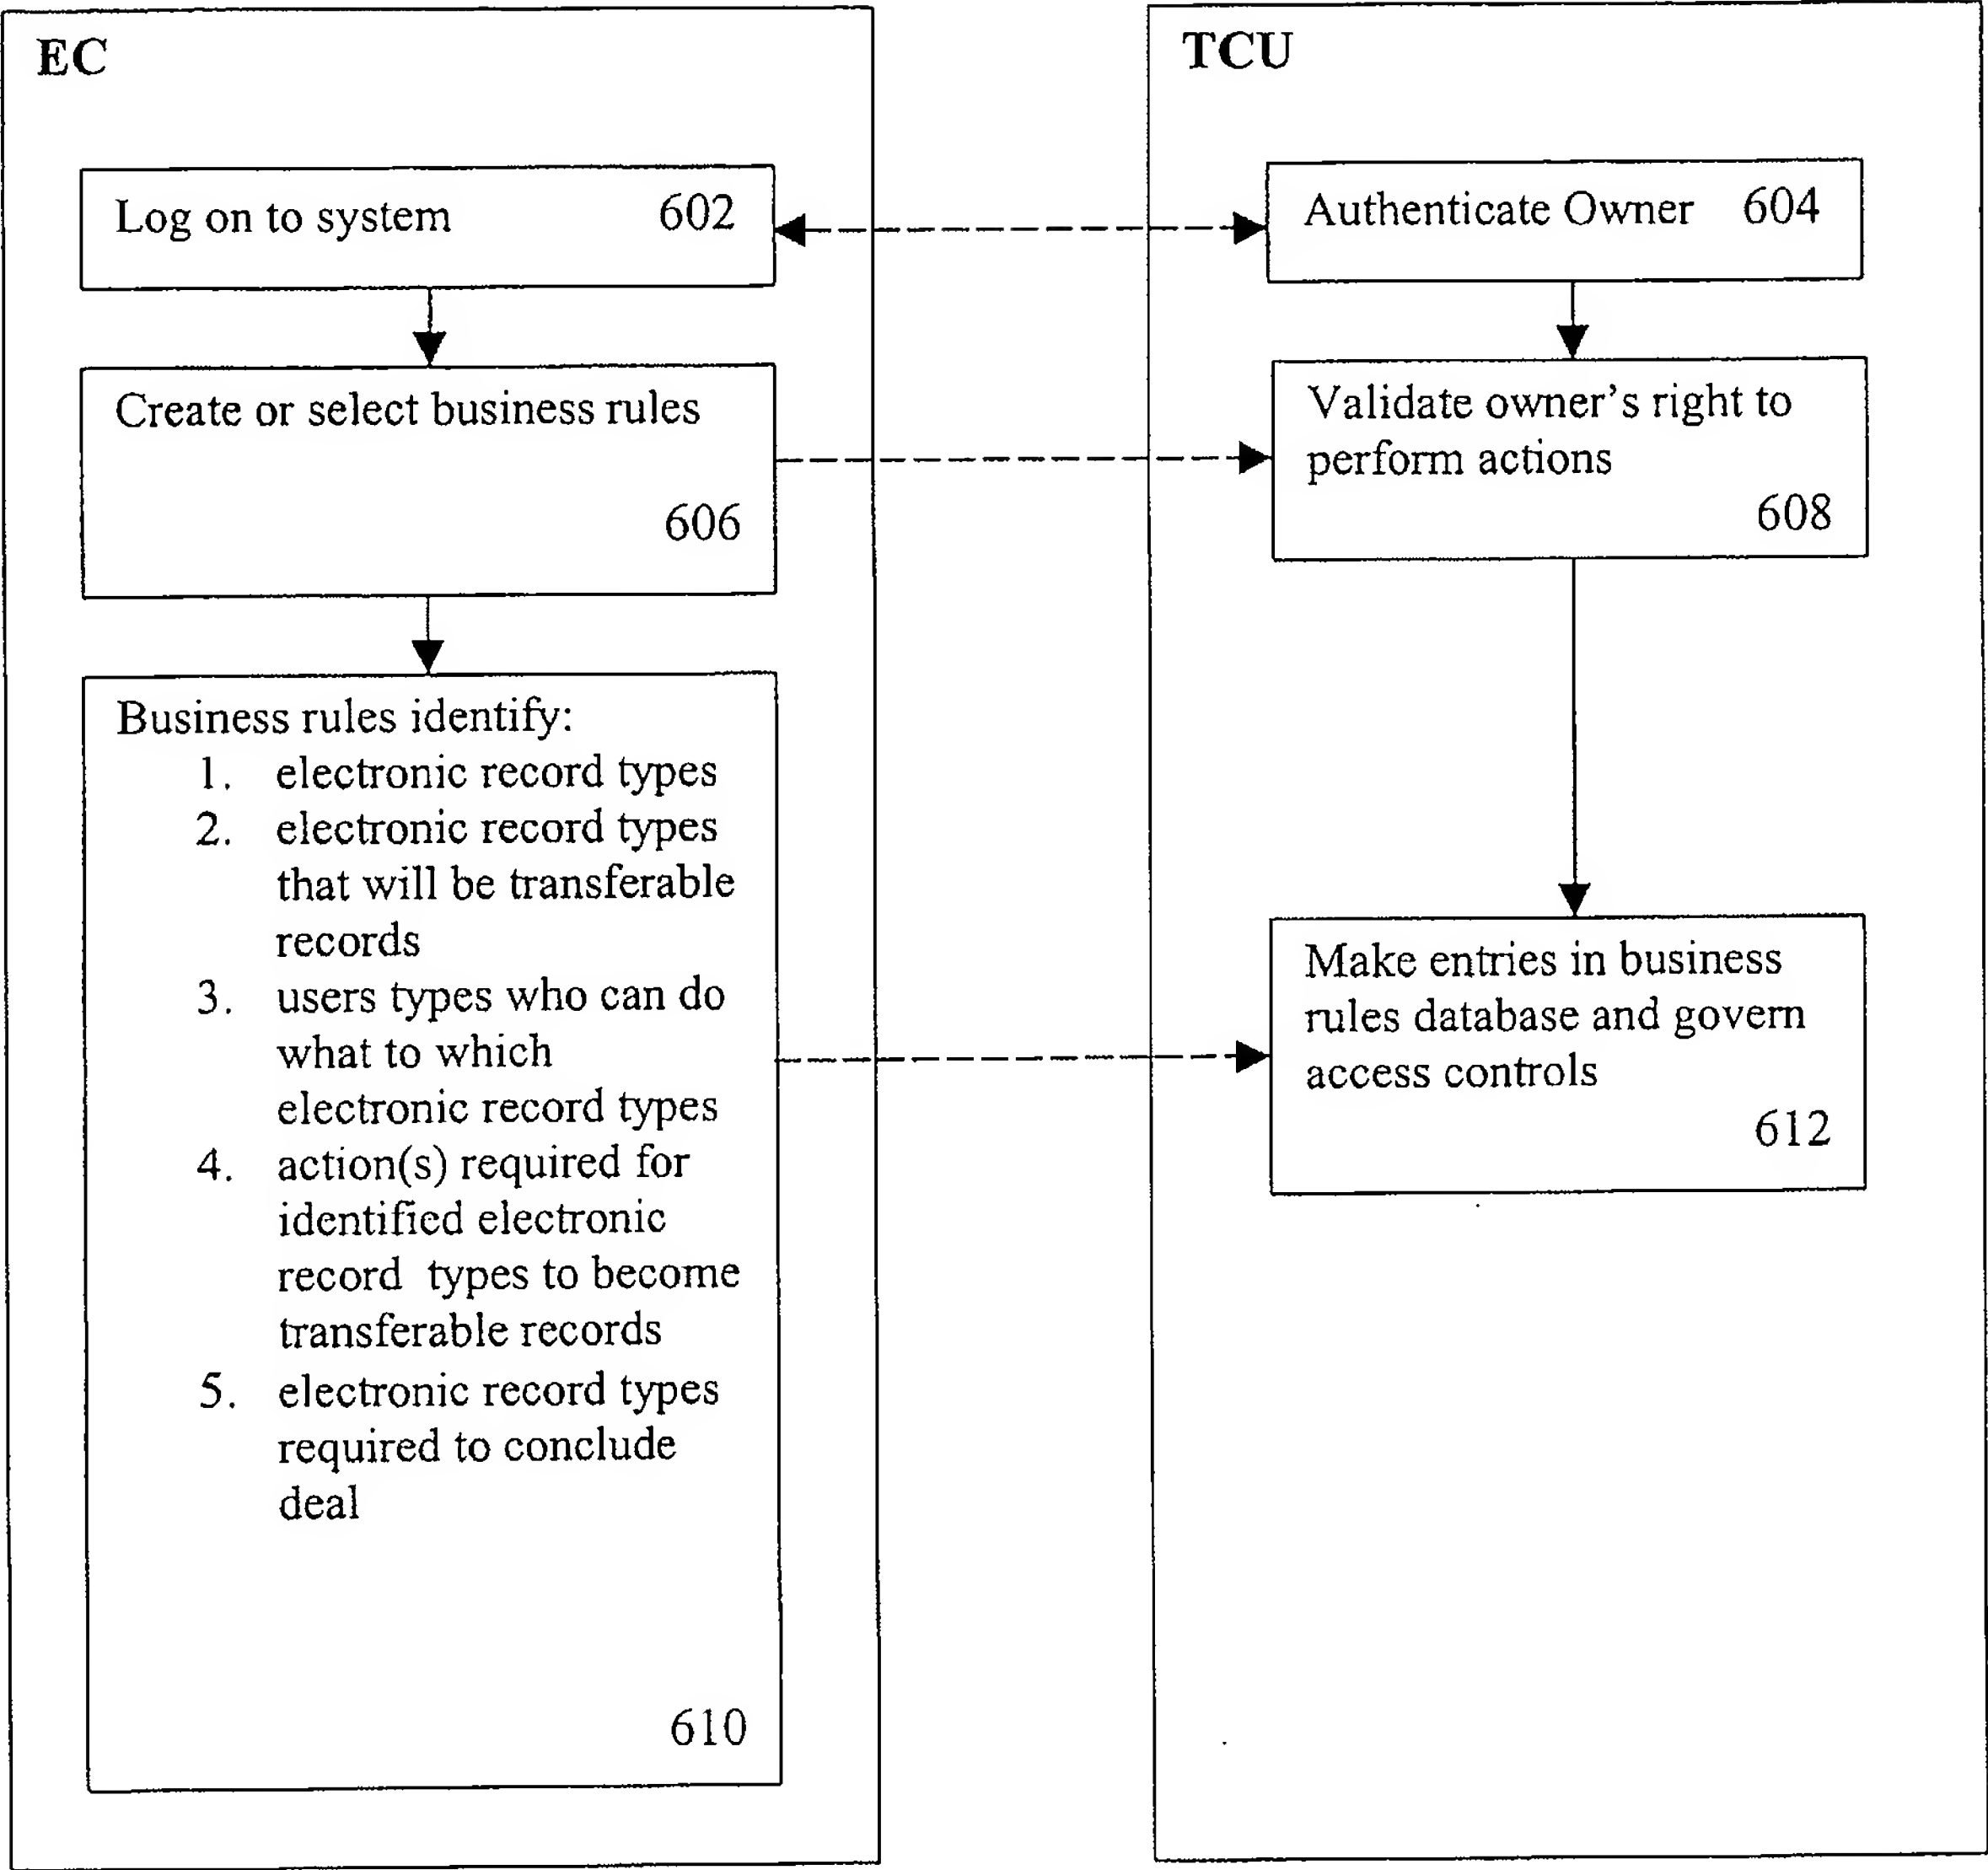 EC
Log on to system 602
Create or select business rules
606
Business rules identify:
1. electronic record types
2. electronic record types
that will be transferable
records
3. users types who can do
what to which
electronic record types
4. action(s) required for
identified electronic
record types to become
transferable records
5. electronic record types
required to conclude
deal
610
TCU
Authenticate Owner 604
Validate owner's right to
perform actions
608
Make entries in business
rules database and govern
access controls
612